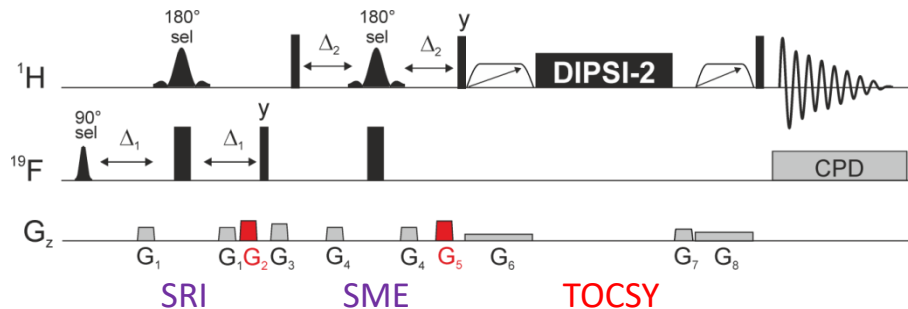 180° sel
180° sel
y
Δ₂
Δ₂
¹H
DIPSI-2
90° sel
y
Δ₁
Δ₁
¹⁹F
CPD
G_z
G₁
G₁
G₂
G₃
G₄
G₄
G₅
G₆
G₇
G₈
SRI
SME
TOCSY